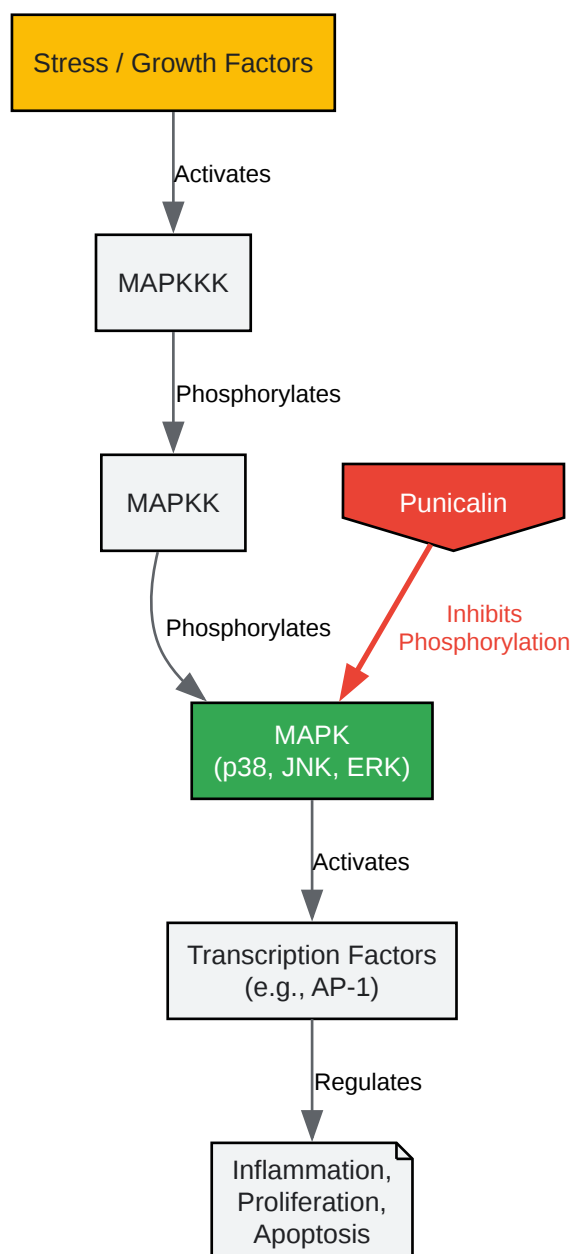 Stress / Growth Factors
Activates
MAPKKK
Phosphorylates
MAPKK
Punicalin
Phosphorylates
Inhibits
Phosphorylation
MAPK
(p38, JNK, ERK)
Activates
Transcription Factors
(e.g., AP-1)
Regulates
Inflammation,
Proliferation,
Apoptosis